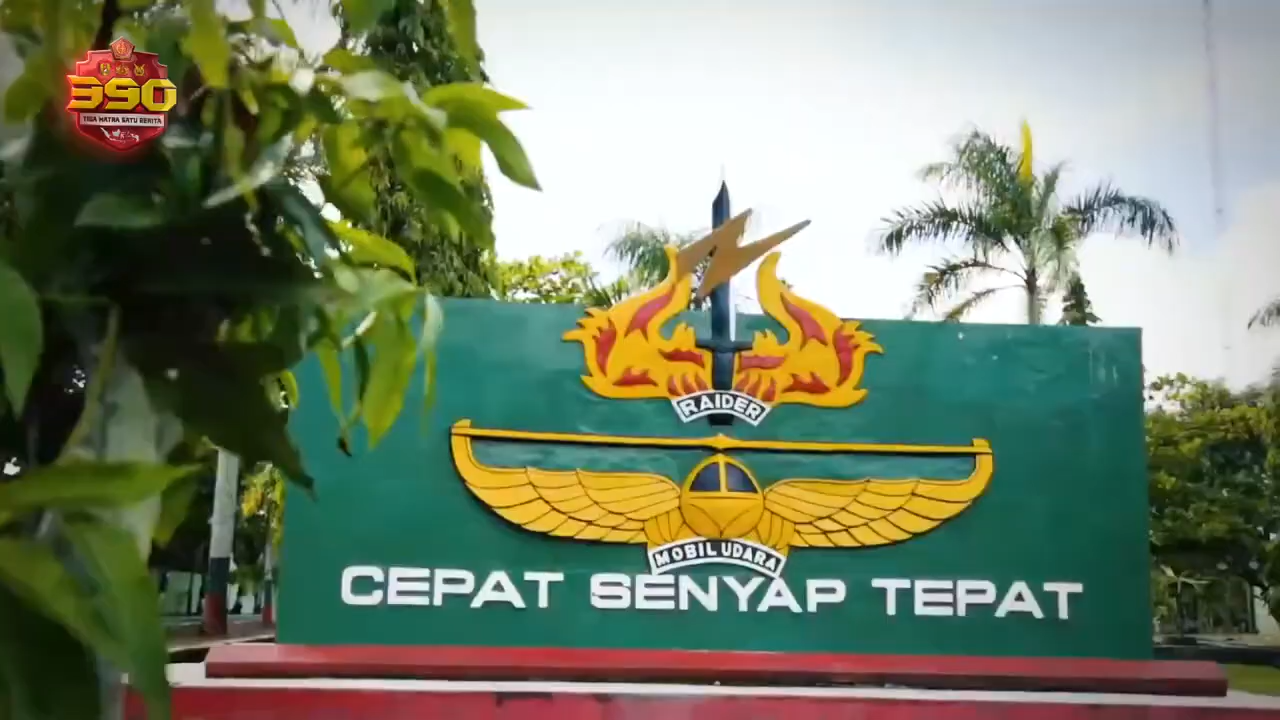 390
TIGA MATRA SATU BERITA
RAIDER
MOBIL UDARA
CEPAT SENYAP TEPAT